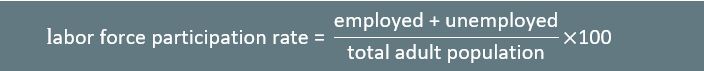 labor force participation rate = employed + unemployed / total adult population ×100